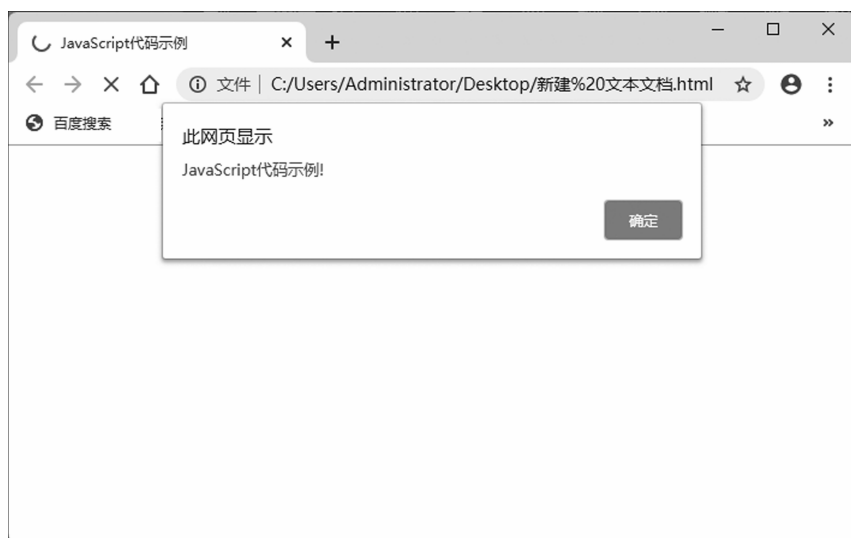 JavaScript代码示例
文件 C:/Users/Administrator/Desktop/新建%20文本文档.html
百度搜索
此网页显示
JavaScript代码示例!
确定